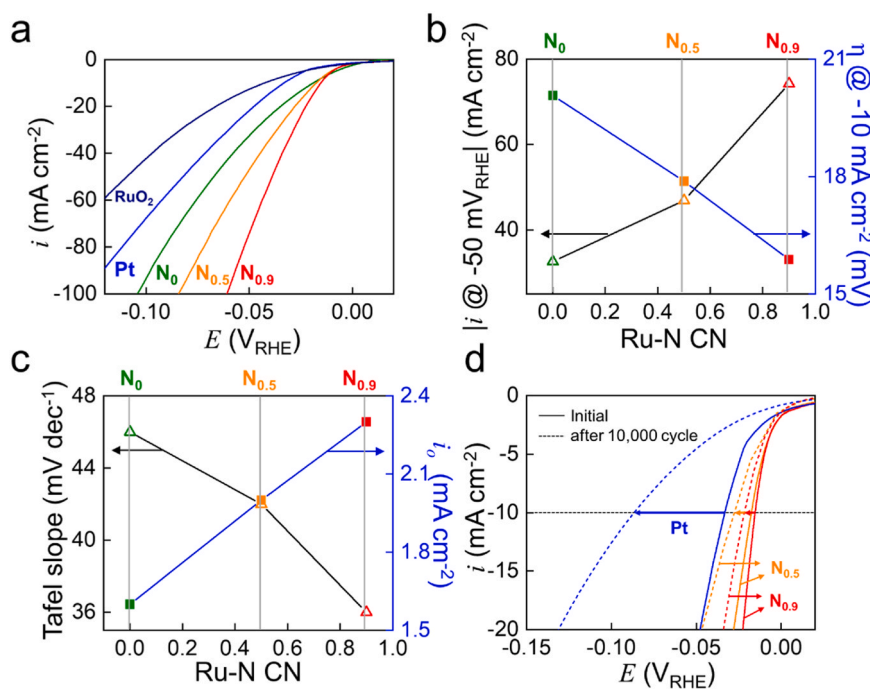 a
0
-20
-40
-60
-80
-100
i (mA cm-2)
RuO2
Pt
N0
N0.5
N0.9
-0.10
-0.05
0.00
E (VRHE)
b
N0
N0.5
N0.9
80
60
40
|i @ -50 mVRHE| (mA cm-2)
21
18
15
η @ -10 mA cm-2 (mV)
0.0
0.2
0.4
0.6
0.8
1.0
Ru-N CN
c
N0
N0.5
N0.9
48
44
40
36
Tafel slope (mV dec-1)
2.4
2.1
1.8
1.5
io (mA cm-2)
0.0
0.2
0.4
0.6
0.8
1.0
Ru-N CN
d
Initial
after 10,000 cycle
0
-5
-10
-15
-20
i (mA cm-2)
Pt
N0.5
N0.9
N0.5
N0.9
-0.15
-0.10
-0.05
0.00
E (VRHE)